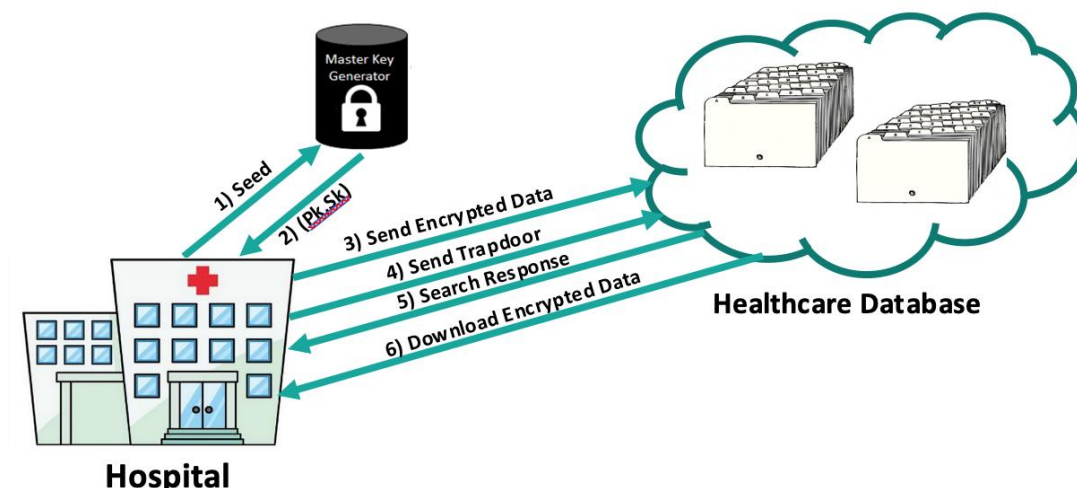 Master Key
Generator
1) Seed
2) (Pk,Sk)
3) Send Encrypted Data
4) Send Trapdoor
5) Search Response
6) Download Encrypted Data
Healthcare Database
Hospital